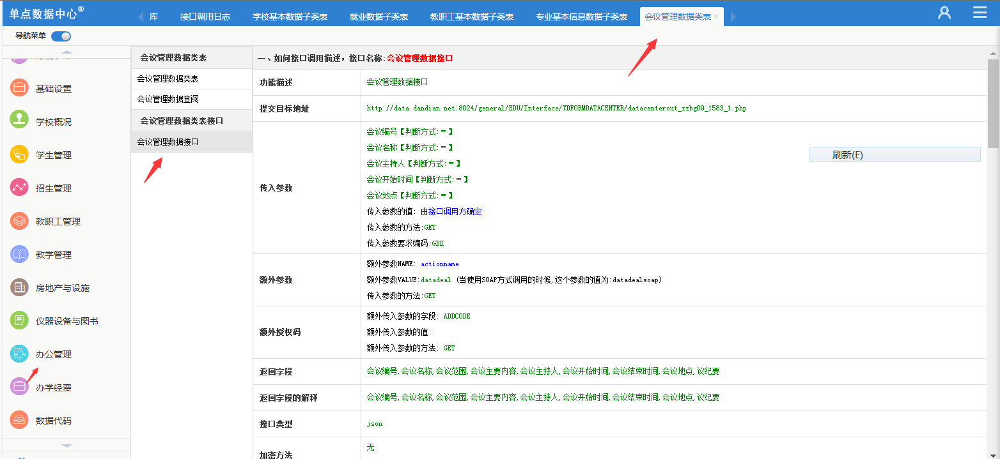 单点数据中心®
库 接口调用日志 学校基本数据子类表 就业数据子类表 教职工基本数据子类表 专业基本信息数据子类表 会议管理数据类表 ×
导航菜单
基础设置
学校概况
学生管理
招生管理
教职工管理
教学管理
房地产与设施
仪器设备与图书
办公管理
办学经费
数据代码
会议管理数据类表
会议管理数据类表
会议管理数据查阅
会议管理数据类表接口
会议管理数据接口
一、如何接口调用描述，接口名称:会议管理数据接口
功能描述 会议管理数据接口
提交目标地址 http://data.dandian.net:8024/general/EDU/Interface/TDFORMDATACENTER/datacenterout_zzbg09_1583_1.php
传入参数
会议编号【判断方式:=】
会议名称【判断方式:=】
会议主持人【判断方式:=】
会议开始时间【判断方式:=】
会议地点【判断方式:=】
传入参数的值: 由接口调用方确定
传入参数的方法:GET
传入参数要求编码:GBK
刷新(E)
额外参数
额外参数NAME: actionname
额外参数VALUE:datadeal (当使用SOAP方式调用的时候,这个参数的值为:datadealsoap)
传入参数的方法:GET
额外授权码
额外传入参数的字段: ADDCODE
额外传入参数的值:
额外传入参数的方法: GET
返回字段 会议编号,会议名称,会议范围,会议主要内容,会议主持人,会议开始时间,会议结束时间,会议地点,议纪要
返回字段的解释 会议编号,会议名称,会议范围,会议主要内容,会议主持人,会议开始时间,会议结束时间,会议地点,议纪要
接口类型 json
加密方法 无